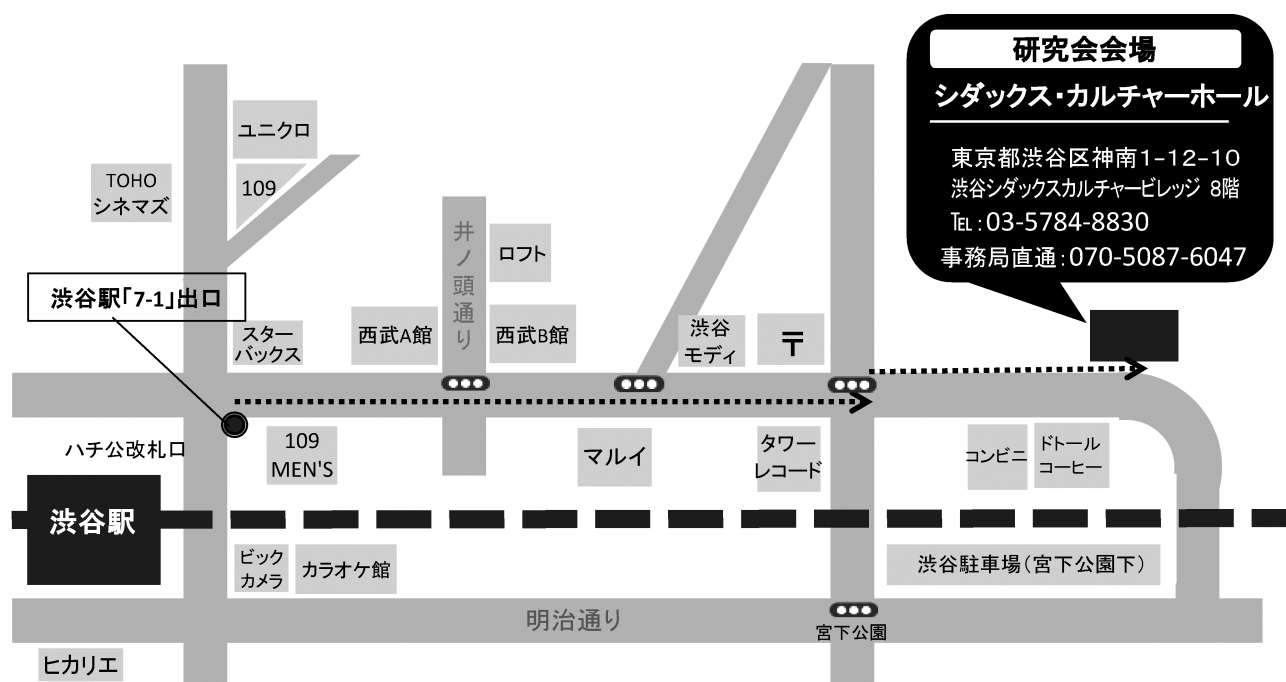 研究会会場
シダックス・カルチャーホール
東京都渋谷区神南1-12-10
渋谷シダックスカルチャービレッジ 8階
℡:03-5784-8830
事務局直通:070-5087-6047
ユニクロ
TOHO
シネマズ
109
井ノ頭通り
ロフト
渋谷駅「7-1」出口
スター
バックス
西武A館
西武B館
渋谷
モディ
〒
ハチ公改札口
109
MEN'S
マルイ
タワー
レコード
コンビニ
ドトール
コーヒー
渋谷駅
ビック
カメラ
カラオケ館
渋谷駐車場(宮下公園下)
明治通り
宮下公園
ヒカリエ